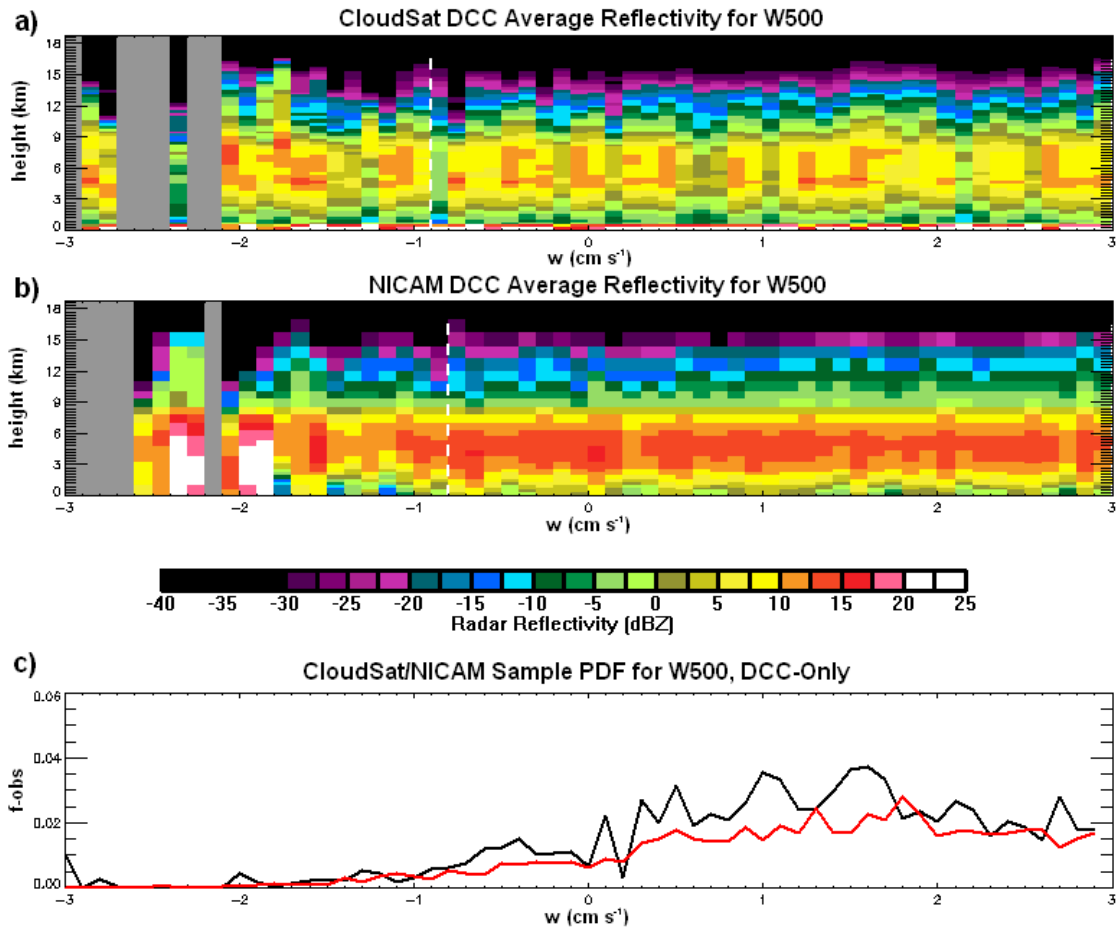 a)
CloudSat DCC Average Reflectivity for W500
height (km)
18
15
12
9
6
3
0
-3 -2 -1 0 1 2 3
w (cm s⁻¹)
b)
NICAM DCC Average Reflectivity for W500
height (km)
18
15
12
9
6
3
0
-3 -2 -1 0 1 2 3
w (cm s⁻¹)
-40 -35 -30 -25 -20 -15 -10 -5 0 5 10 15 20 25
Radar Reflectivity (dBZ)
c)
CloudSat/NICAM Sample PDF for W500, DCC-Only
f-obs
0.06
0.04
0.02
0.00
-3 -2 -1 0 1 2 3
w (cm s⁻¹)